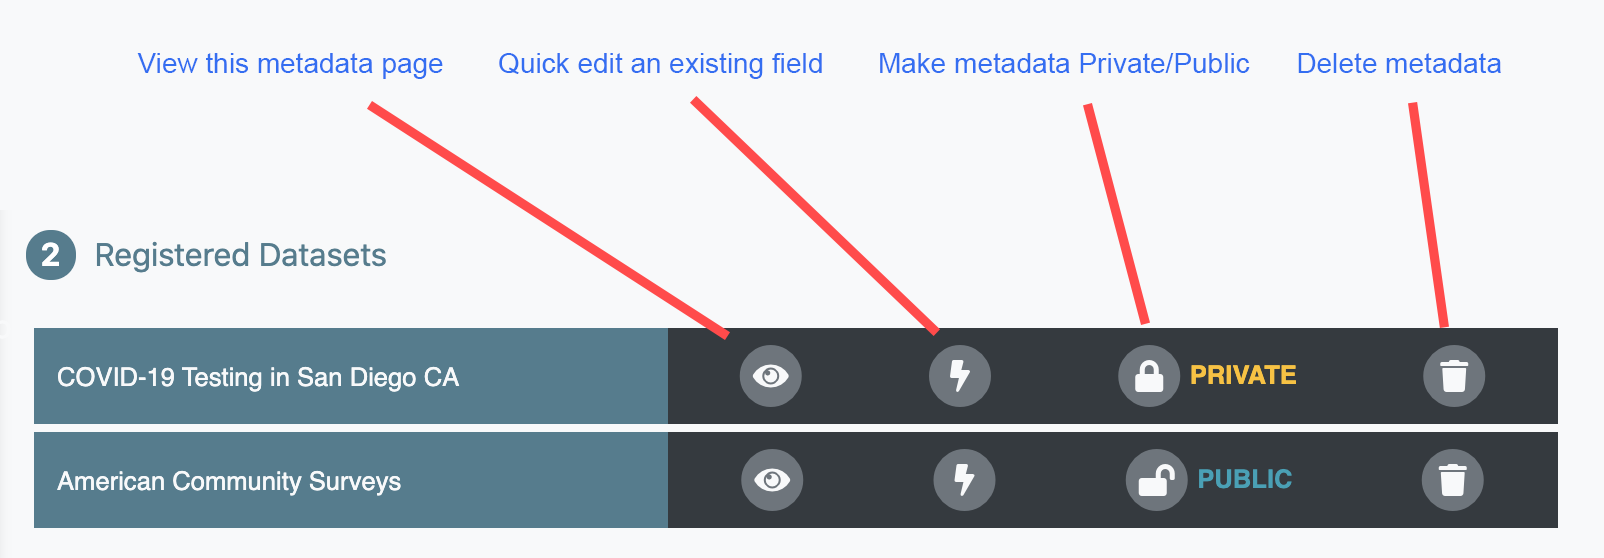 View this metadata page
Quick edit an existing field
Make metadata Private/Public
Delete metadata
2 Registered Datasets
COVID-19 Testing in San Diego CA
PRIVATE
American Community Surveys
PUBLIC